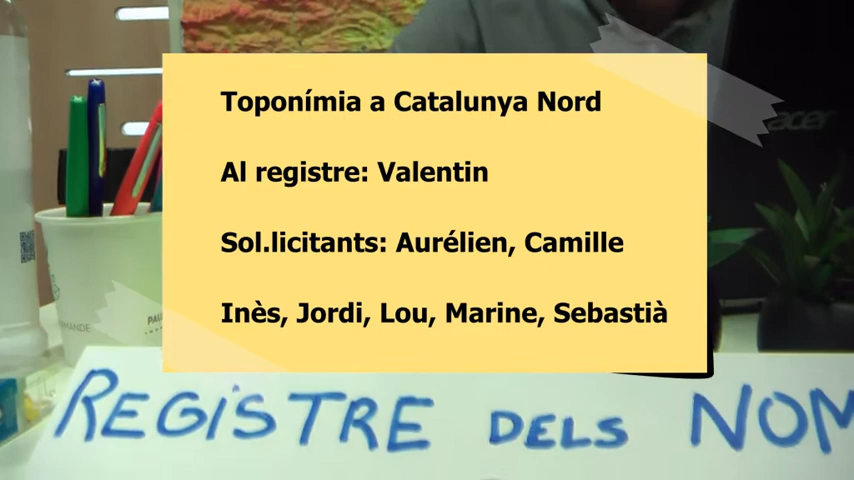 Toponímia a Catalunya Nord
Al registre: Valentin
Sol.licitants: Aurélien, Camille
Inès, Jordi, Lou, Marine, Sebastià
acer
REGISTRE DELS NOM